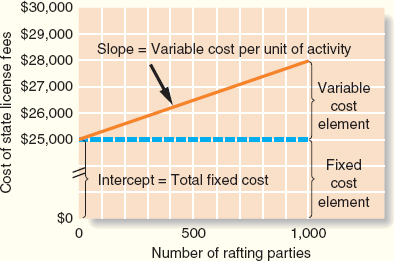 $30,000
$29,000
$28,000
$27,000
$26,000
$25,000
$0
Cost of state license fees
Slope = Variable cost per unit of activity
Variable
cost
element
Intercept = Total fixed cost
Fixed
cost
element
0
500
1,000
Number of rafting parties